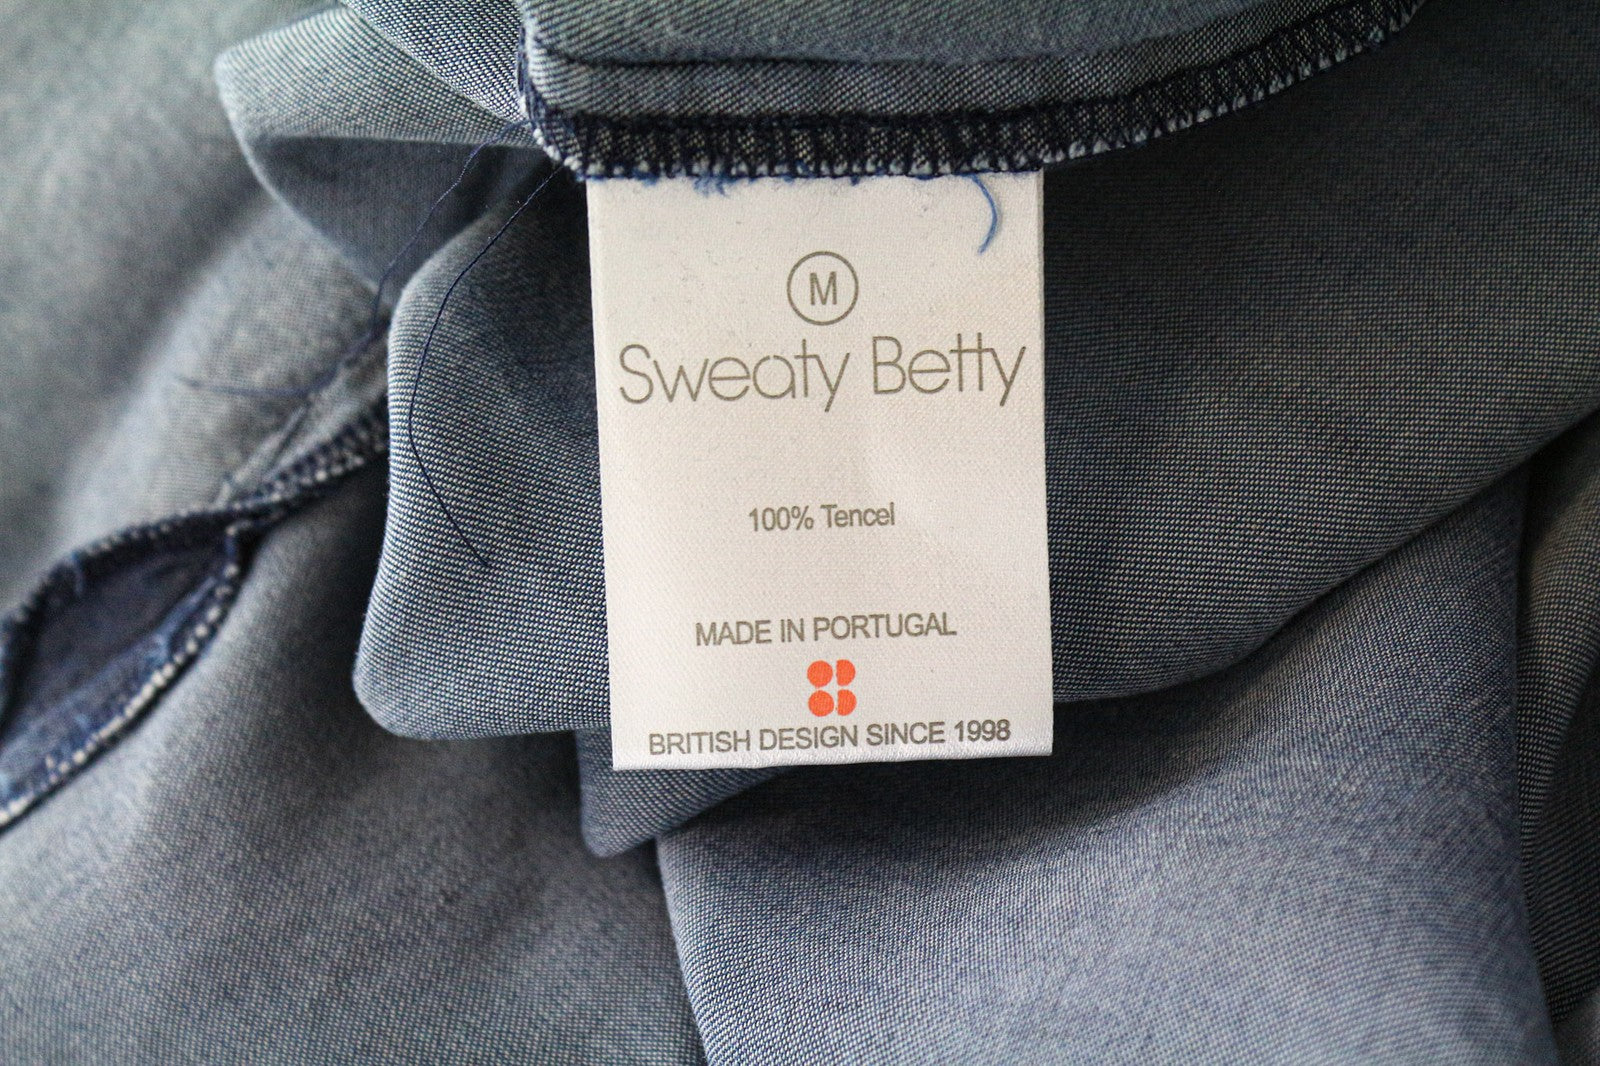 M
Sweaty Betty
100% Tencel
MADE IN PORTUGAL
BRITISH DESIGN SINCE 1998